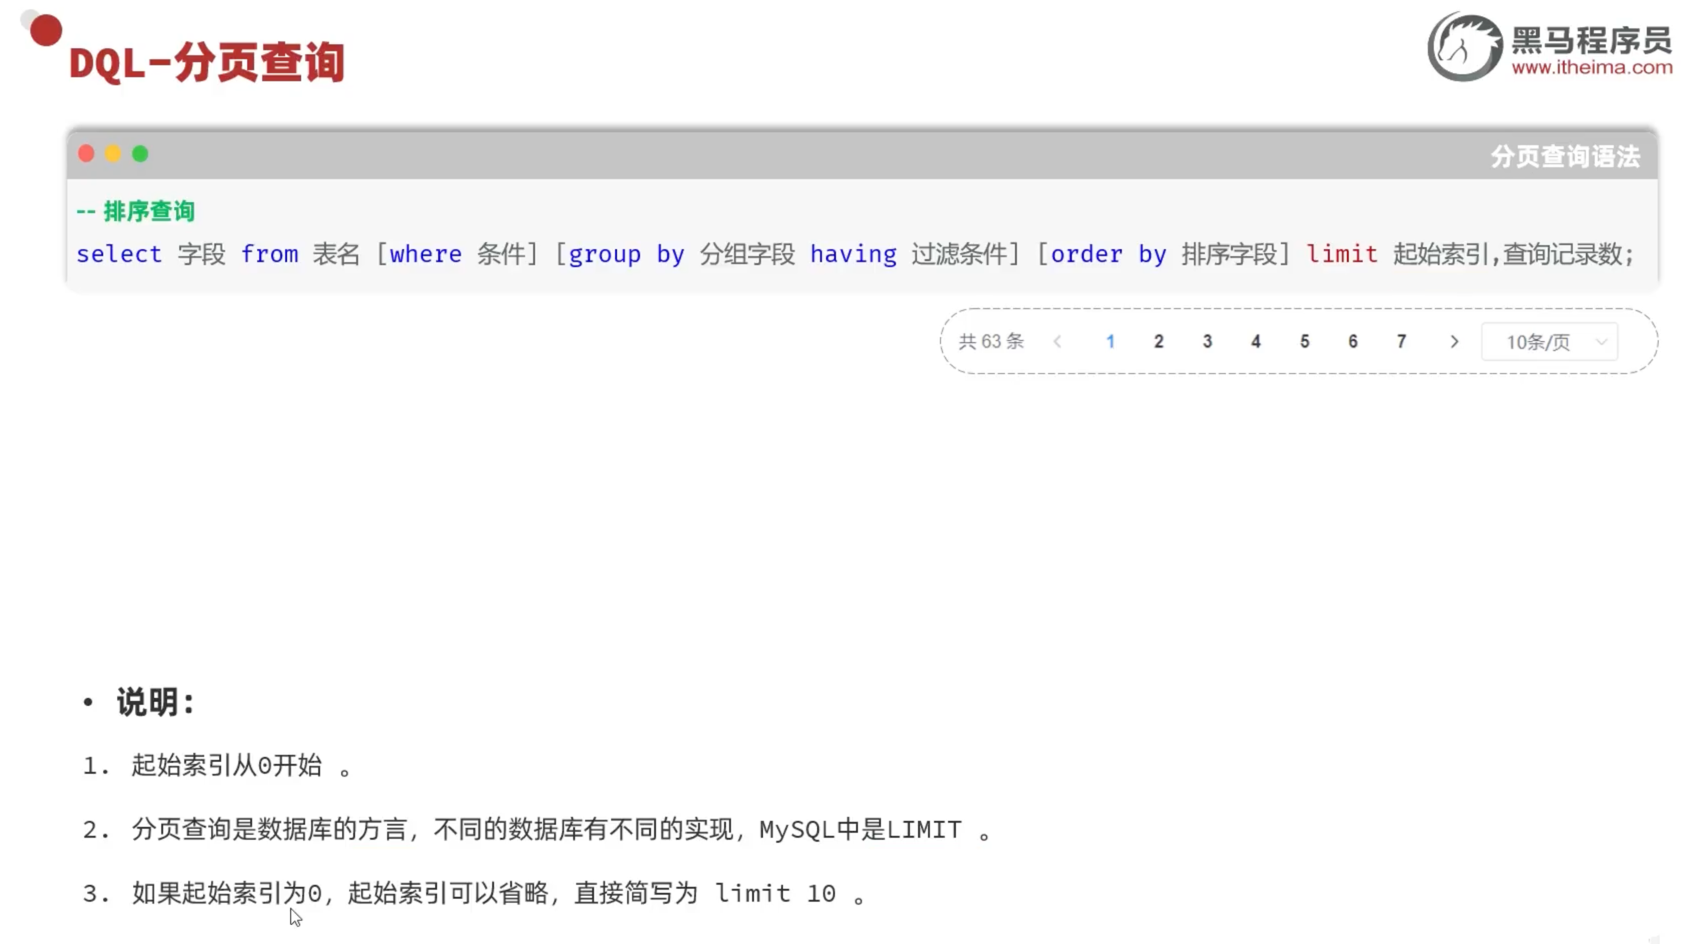 DQL-分页查询
黑马程序员
www.itheima.com
分页查询语法
-- 排序查询
select 字段 from 表名 [where 条件] [group by 分组字段 having 过滤条件] [order by 排序字段] limit 起始索引,查询记录数;
共 63 条 < 1 2 3 4 5 6 7 > 10条/页
• 说明：
1. 起始索引从0开始 。
2. 分页查询是数据库的方言，不同的数据库有不同的实现，MySQL中是LIMIT 。
3. 如果起始索引为0，起始索引可以省略，直接简写为 limit 10 。